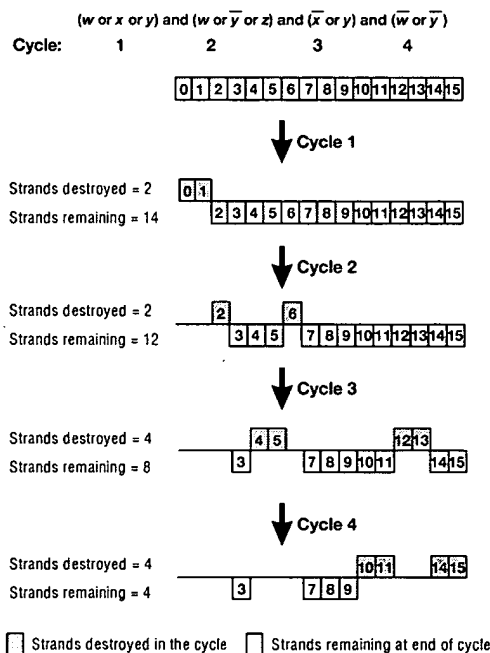 (w or x or y) and (w or y̅ or z) and (x̅ or y) and (w̅ or y̅)
Cycle: 1 2 3 4
0 1 2 3 4 5 6 7 8 9 10 11 12 13 14 15
Cycle 1
Strands destroyed = 2
0 1
Strands remaining = 14
2 3 4 5 6 7 8 9 10 11 12 13 14 15
Cycle 2
Strands destroyed = 2
2 6
Strands remaining = 12
3 4 5 7 8 9 10 11 12 13 14 15
Cycle 3
Strands destroyed = 4
4 5 12 13
Strands remaining = 8
3 7 8 9 10 11 14 15
Cycle 4
Strands destroyed = 4
10 11 14 15
Strands remaining = 4
3 7 8 9
Strands destroyed in the cycle Strands remaining at end of cycle